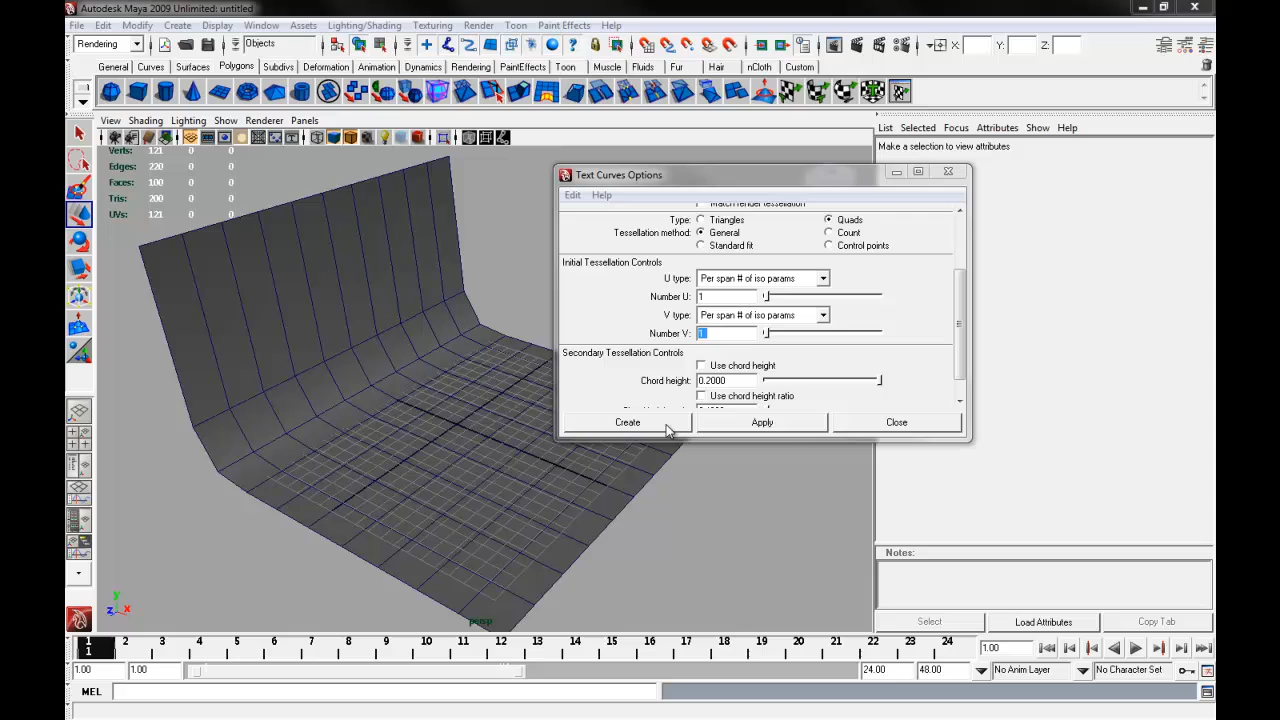 Autodesk Maya 2009 Unlimited: untitled
File Edit Modify Create Display Window Assets Lighting/Shading Texturing Render Toon Paint Effects Help
Rendering Objects X: Y: Z:
General Curves Surfaces Polygons Subdivs Deformation Animation Dynamics Rendering PaintEffects Toon Muscle Fluids Fur Hair nCloth Custom
View Shading Lighting Show Renderer Panels
List Selected Focus Attributes Show Help
Make a selection to view attributes
Verts: 121 0 0
Edges: 220 0 0
Faces: 100 0 0
Tris: 200 0 0
UVs: 121 0 0
Text Curves Options
Edit Help
Match render tessellation
Type: Triangles Quads
Tessellation method: General Count
Standard fit Control points
Initial Tessellation Controls
U type: Per span # of iso params
Number U: 1
V type: Per span # of iso params
Number V: 1
Secondary Tessellation Controls
Use chord height
Chord height: 0.2000
Use chord height ratio
Create Apply Close
Notes:
y
z x
persp
Select Load Attributes Copy Tab
1 2 3 4 5 6 7 8 9 10 11 12 13 14 15 16 17 18 19 20 21 22 23 24
1 1.00
1.00 1.00 24.00 48.00 No Anim Layer No Character Set
MEL